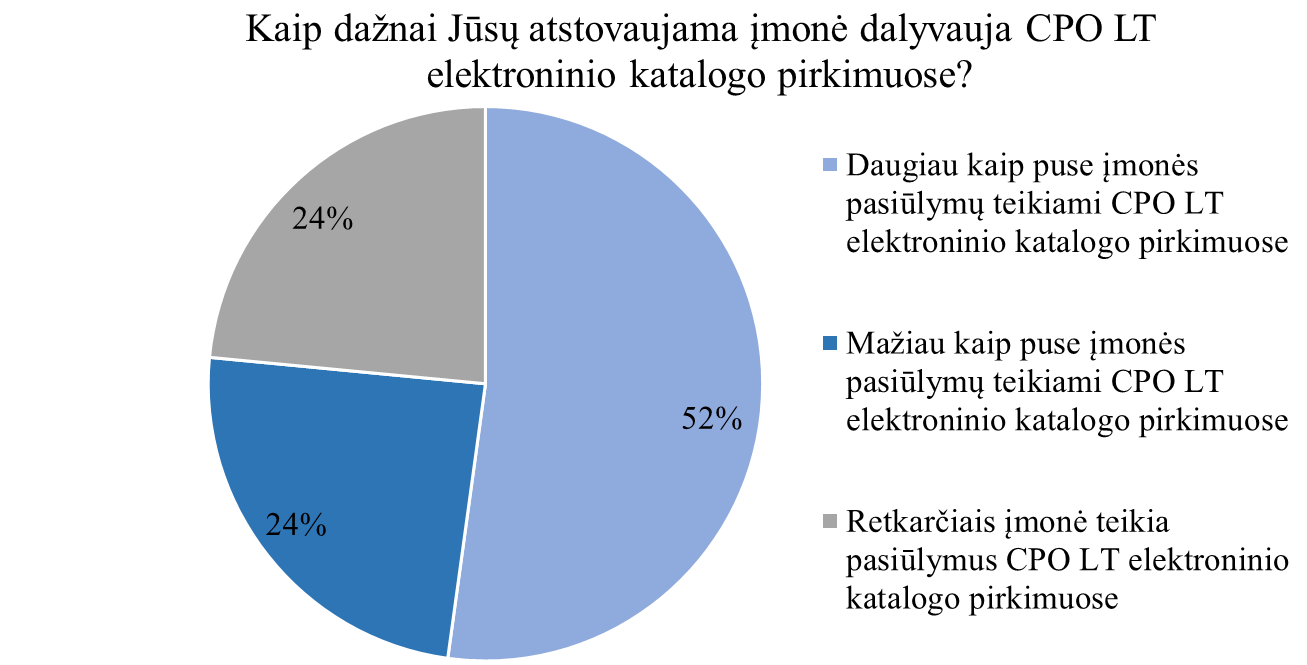 Kaip dažnai Jūsų atstovaujama įmonė dalyvauja CPO LT
elektroninio katalogo pirkimuose?
24%
52%
24%
Daugiau kaip puse įmonės
pasiūlymų teikiami CPO LT
elektroninio katalogo pirkimuose
Mažiau kaip puse įmonės
pasiūlymų teikiami CPO LT
elektroninio katalogo pirkimuose
Retkarčiais įmonė teikia
pasiūlymus CPO LT elektroninio
katalogo pirkimuose